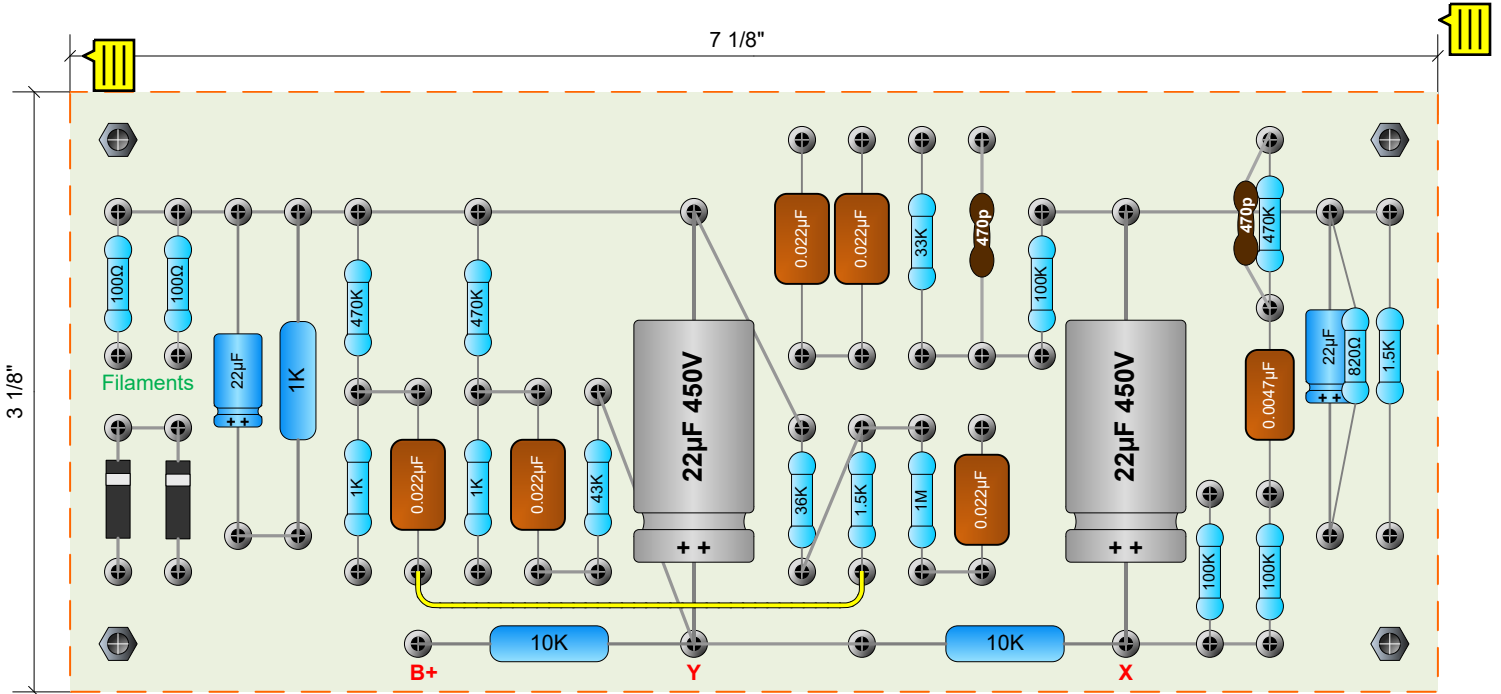 7 1/8"
3 1/8"
100Ω
100Ω
Filaments
22µF
+ +
1K
470K
470K
1K
0.022µF
1K
0.022µF
43K
22µF 450V
+ +
0.022µF
0.022µF
33K
470p
100K
36K
1.5K
1M
0.022µF
22µF 450V
+ +
470p
470K
0.0047µF
22µF
+ +
820Ω
1.5K
100K
100K
10K
10K
B+
Y
X